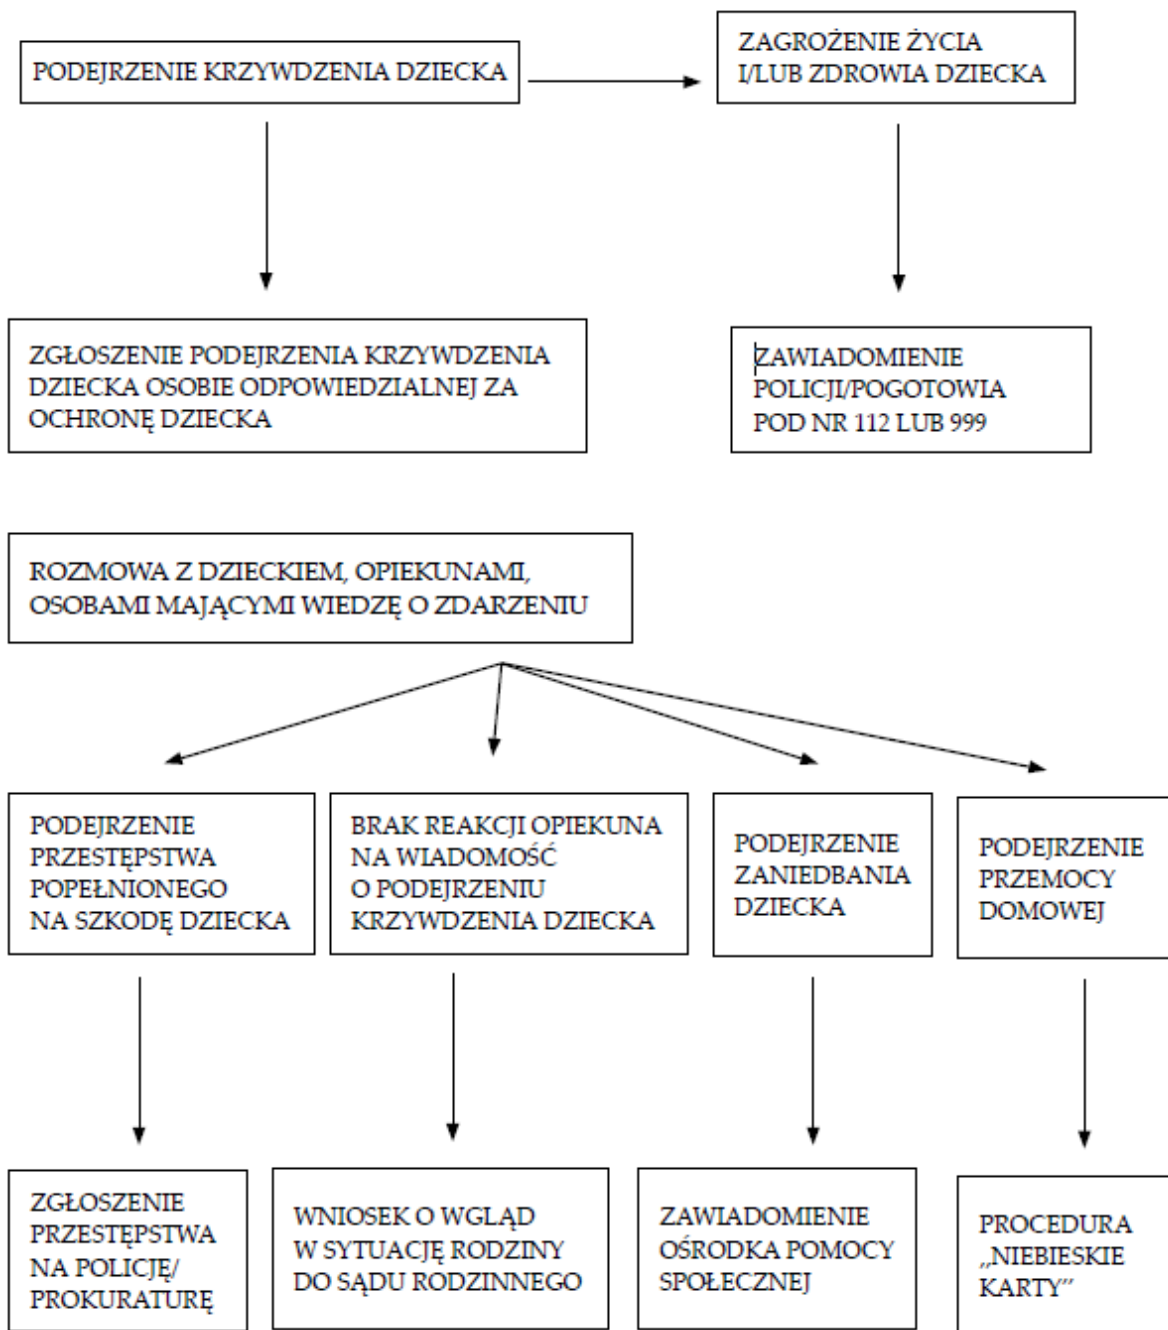 PODEJRZENIE KRZYWDZENIA DZIECKA
ZAGROŻENIE ŻYCIA
I/LUB ZDROWIA DZIECKA
ZGŁOSZENIE PODEJRZENIA KRZYWDZENIA
DZIECKA OSOBIE ODPOWIEDZIALNEJ ZA
OCHRONĘ DZIECKA
ZAWIADOMIENIE
POLICJI/POGOTOWIA
POD NR 112 LUB 999
ROZMOWA Z DZIECKIEM, OPIEKUNAMI,
OSOBAMI MAJĄCYMI WIEDZĘ O ZDARZENIU
PODEJRZENIE
PRZESTĘPSTWA
POPEŁNIONEGO
NA SZKODĘ DZIECKA
BRAK REAKCJI OPIEKUNA
NA WIADOMOŚĆ
O PODEJRZENIU
KRZYWDZENIA DZIECKA
PODEJRZENIE
ZANIEDBANIA
DZIECKA
PODEJRZENIE
PRZEMOCY
DOMOWEJ
ZGŁOSZENIE
PRZESTĘPSTWA
NA POLICJĘ/
PROKURATURĘ
WNIOSEK O WGLĄD
W SYTUACJĘ RODZINY
DO SĄDU RODZINNEGO
ZAWIADOMIENIE
OŚRODKA POMOCY
SPOŁECZNEJ
PROCEDURA
,,NIEBIESKIE
KARTY”